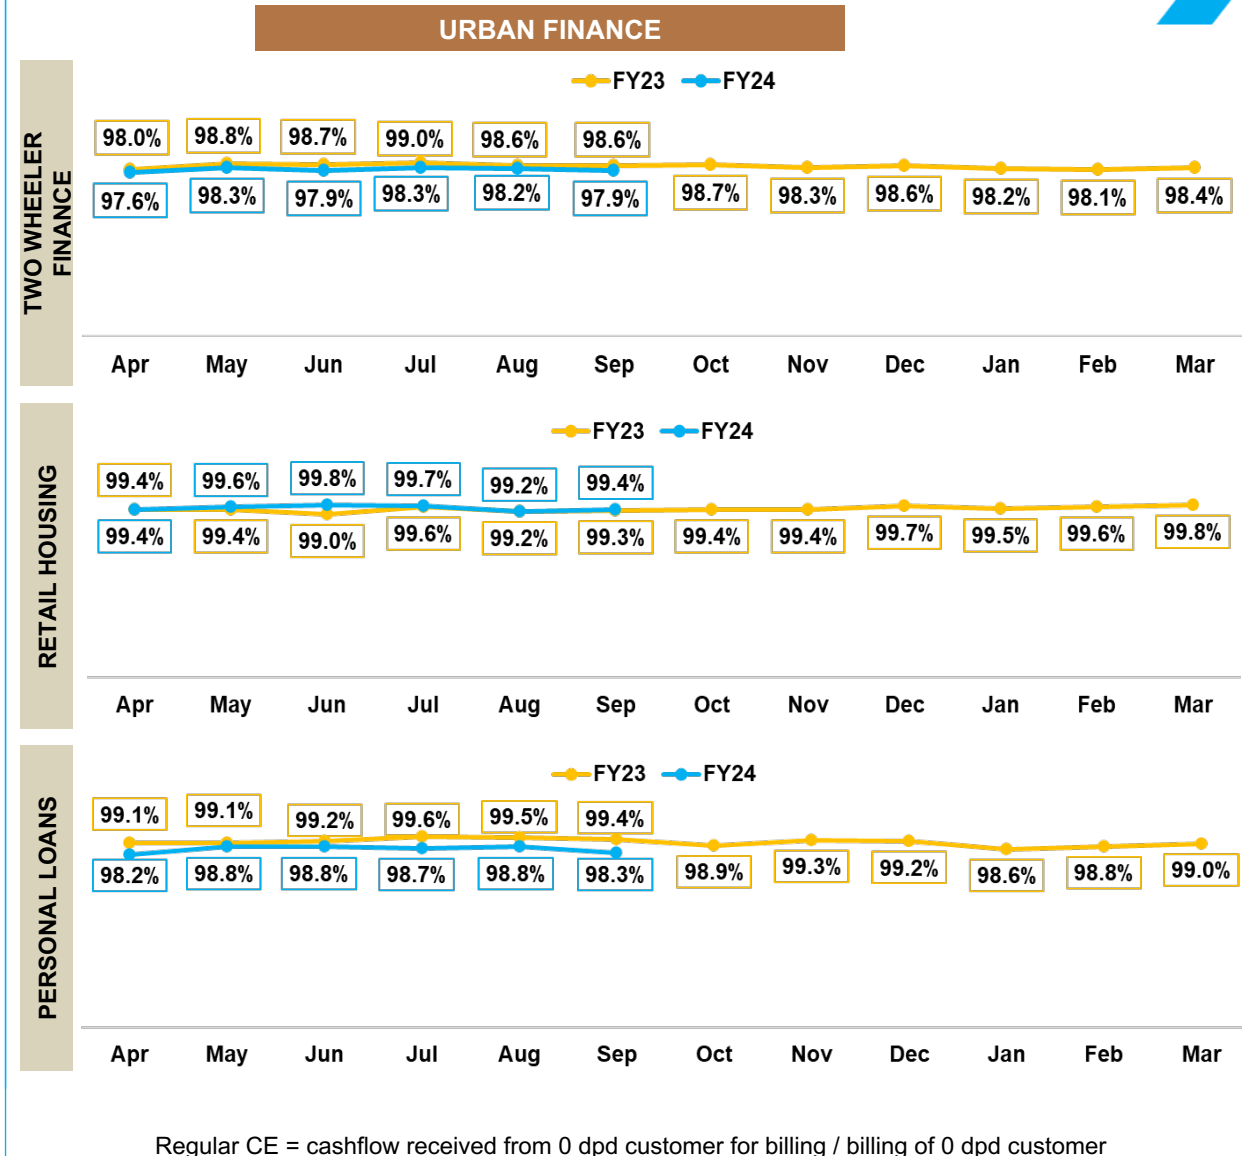 URBAN FINANCE
TWO WHEELER
FINANCE
FY23 FY24
98.0% 98.8% 98.7% 99.0% 98.6% 98.6%
97.6% 98.3% 97.9% 98.3% 98.2% 97.9% 98.7% 98.3% 98.6% 98.2% 98.1% 98.4%
Apr May Jun Jul Aug Sep Oct Nov Dec Jan Feb Mar
RETAIL HOUSING
FY23 FY24
99.4% 99.6% 99.8% 99.7% 99.2% 99.4%
99.4% 99.4% 99.0% 99.6% 99.2% 99.3% 99.4% 99.4% 99.7% 99.5% 99.6% 99.8%
Apr May Jun Jul Aug Sep Oct Nov Dec Jan Feb Mar
PERSONAL LOANS
FY23 FY24
99.1% 99.1% 99.2% 99.6% 99.5% 99.4%
98.2% 98.8% 98.8% 98.7% 98.8% 98.3% 98.9% 99.3% 99.2% 98.6% 98.8% 99.0%
Apr May Jun Jul Aug Sep Oct Nov Dec Jan Feb Mar
Regular CE = cashflow received from 0 dpd customer for billing / billing of 0 dpd customer